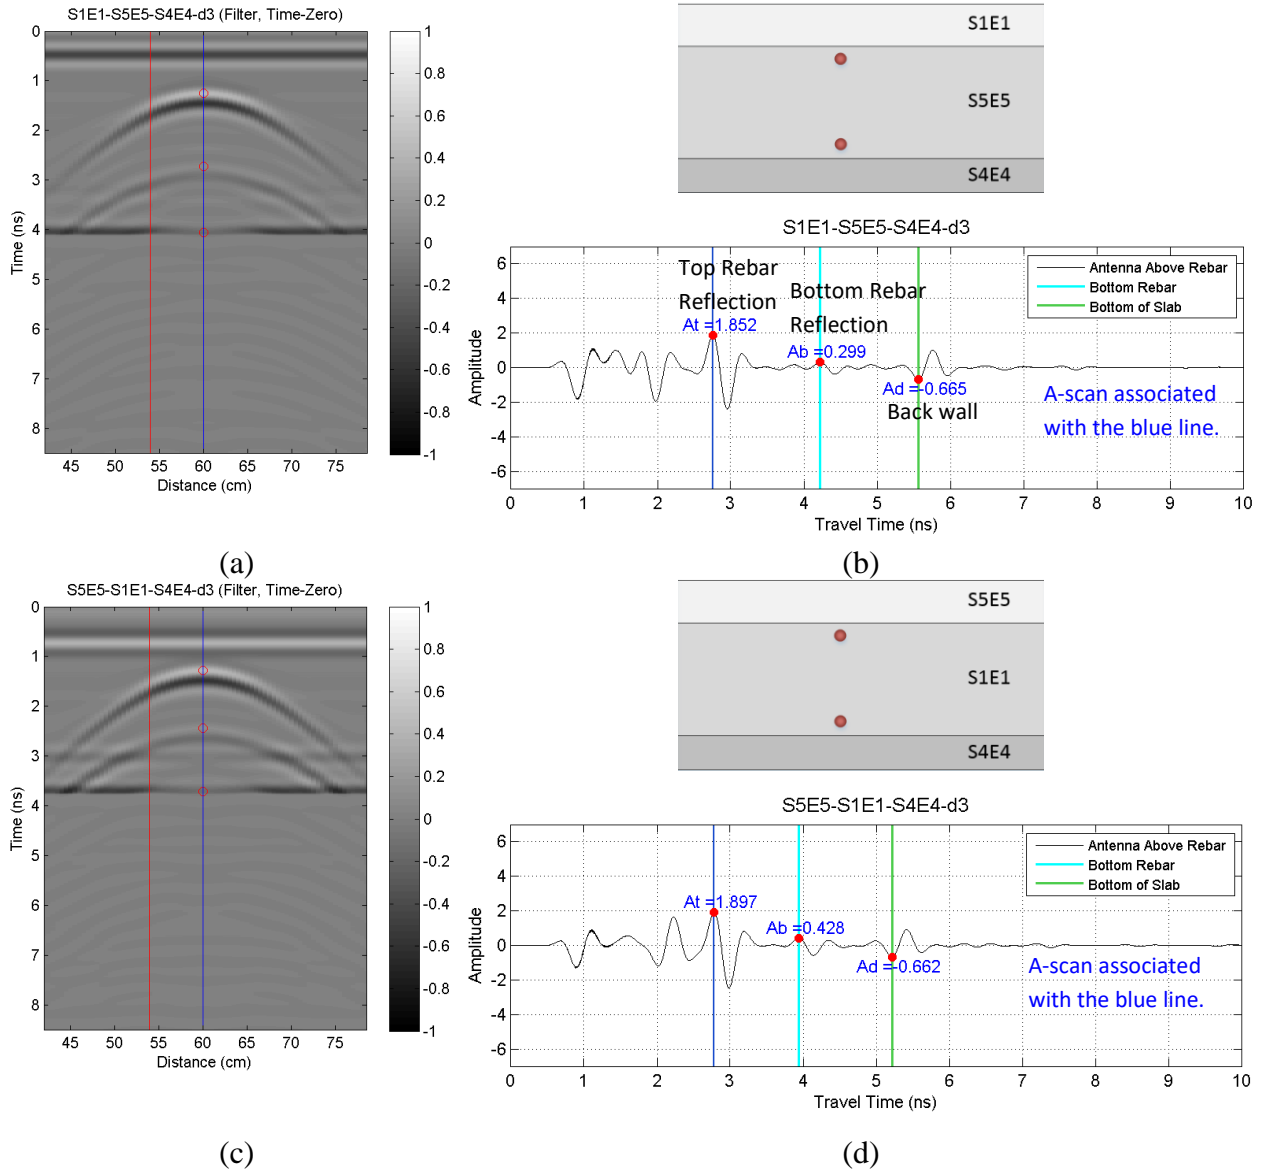 S1E1-S5E5-S4E4-d3 (Filter, Time-Zero)
0
1
2
3
4
5
6
7
8
Time (ns)
45 50 55 60 65 70 75
Distance (cm)
1
0.8
0.6
0.4
0.2
0
-0.2
-0.4
-0.6
-0.8
-1
S1E1
S5E5
S4E4
S1E1-S5E5-S4E4-d3
6
4
2
0
-2
-4
-6
Amplitude
Top Rebar
Reflection
At =1.852
Bottom Rebar
Reflection
Ab =0.299
Ad =-0.665
Back wall
Antenna Above Rebar
Bottom Rebar
Bottom of Slab
A-scan associated
with the blue line.
0 1 2 3 4 5 6 7 8 9 10
Travel Time (ns)
(a)
(b)
S5E5-S1E1-S4E4-d3 (Filter, Time-Zero)
0
1
2
3
4
5
6
7
8
Time (ns)
45 50 55 60 65 70 75
Distance (cm)
1
0.8
0.6
0.4
0.2
0
-0.2
-0.4
-0.6
-0.8
-1
S5E5
S1E1
S4E4
S5E5-S1E1-S4E4-d3
6
4
2
0
-2
-4
-6
Amplitude
At =1.897
Ab =0.428
Ad =-0.662
Antenna Above Rebar
Bottom Rebar
Bottom of Slab
A-scan associated
with the blue line.
0 1 2 3 4 5 6 7 8 9 10
Travel Time (ns)
(c)
(d)